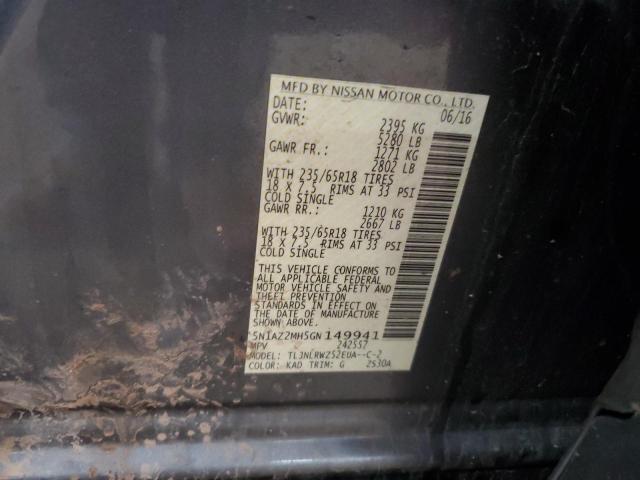 MFD BY NISSAN MOTOR CO., LTD.
DATE: 06/16
GVWR: 2395 KG
5280 LB
GAWR FR.: 1271 KG
2802 LB
WITH 235/65R18 TIRES
18 X 7.5 RIMS AT 33 PSI
COLD SINGLE
GAWR RR.: 1210 KG
2667 LB
WITH 235/65R18 TIRES
18 X 7.5 RIMS AT 33 PSI
COLD SINGLE
THIS VEHICLE CONFORMS TO
ALL APPLICABLE FEDERAL
MOTOR VEHICLE SAFETY AND
THEFT PREVENTION
STANDARDS IN EFFECT ON
THE DATE OF MANUFACTURE
SHOWN ABOVE.
5N1AZ2MH5GN149941
MPV 242557
MODEL: TL3NLRWZ52EUA--C-2
COLOR: KAD TRIM: G 2530A